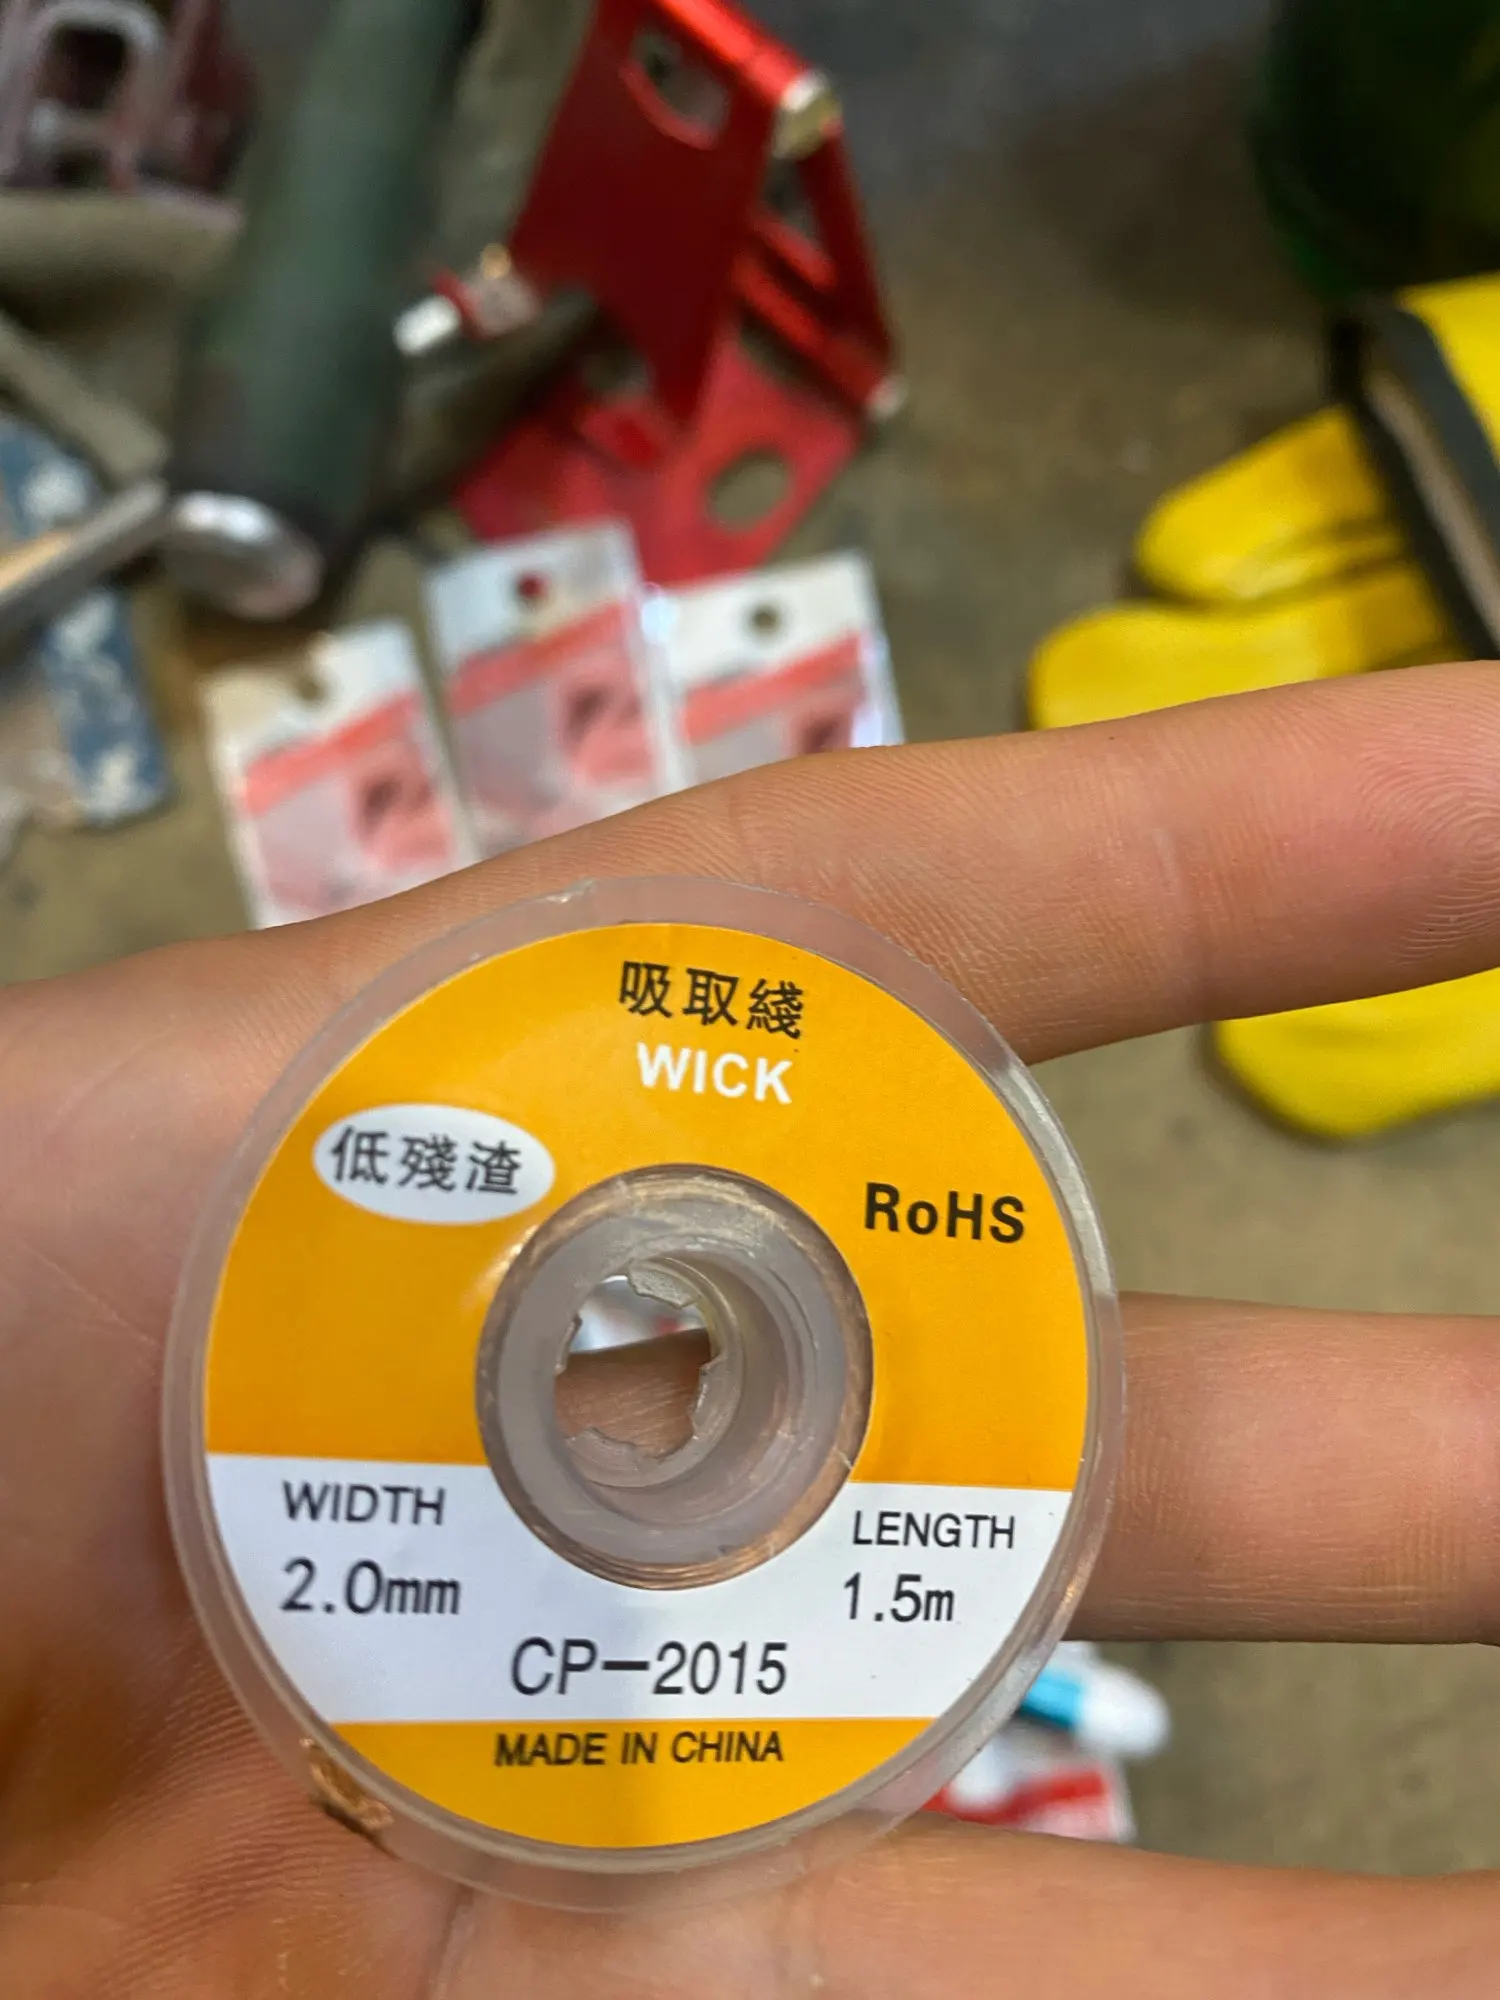 吸取綫
WICK
低殘渣
RoHS
WIDTH
2.0mm
LENGTH
1.5m
CP-2015
MADE IN CHINA